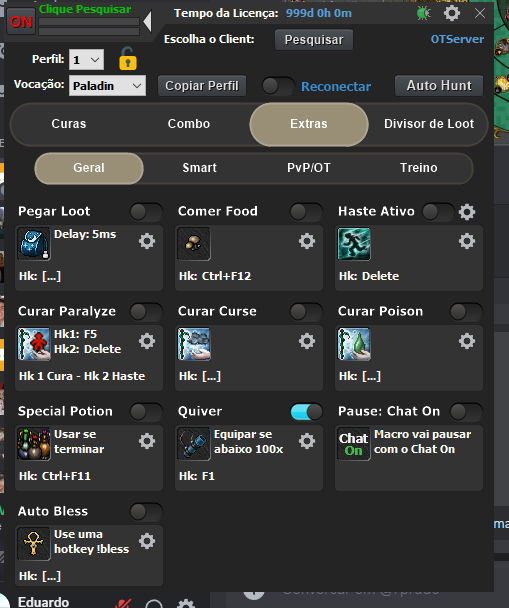 ON
Clique Pesquisar
Tempo da Licença: 999d 0h 0m
Escolha o Client:
Pesquisar
OTServer
Perfil:
1
Vocação:
Paladin
Copiar Perfil
Reconectar
Auto Hunt
Curas
Combo
Extras
Divisor de Loot
Geral
Smart
PvP/OT
Treino
Pegar Loot
Delay: 5ms
Hk: [...]
Comer Food
Hk: Ctrl+F12
Haste Ativo
Hk: Delete
Curar Paralyze
Hk1: F5
Hk2: Delete
Hk 1 Cura - Hk 2 Haste
Curar Curse
Hk: [...]
Curar Poison
Hk: [...]
Special Potion
Usar se
terminar
Hk: Ctrl+F11
Quiver
Equipar se
abaixo 100x
Hk: F1
Pause: Chat On
Chat
On
Macro vai pausar
com o Chat On
Auto Bless
Use uma
hotkey !bless
Hk: [...]
Eduardo